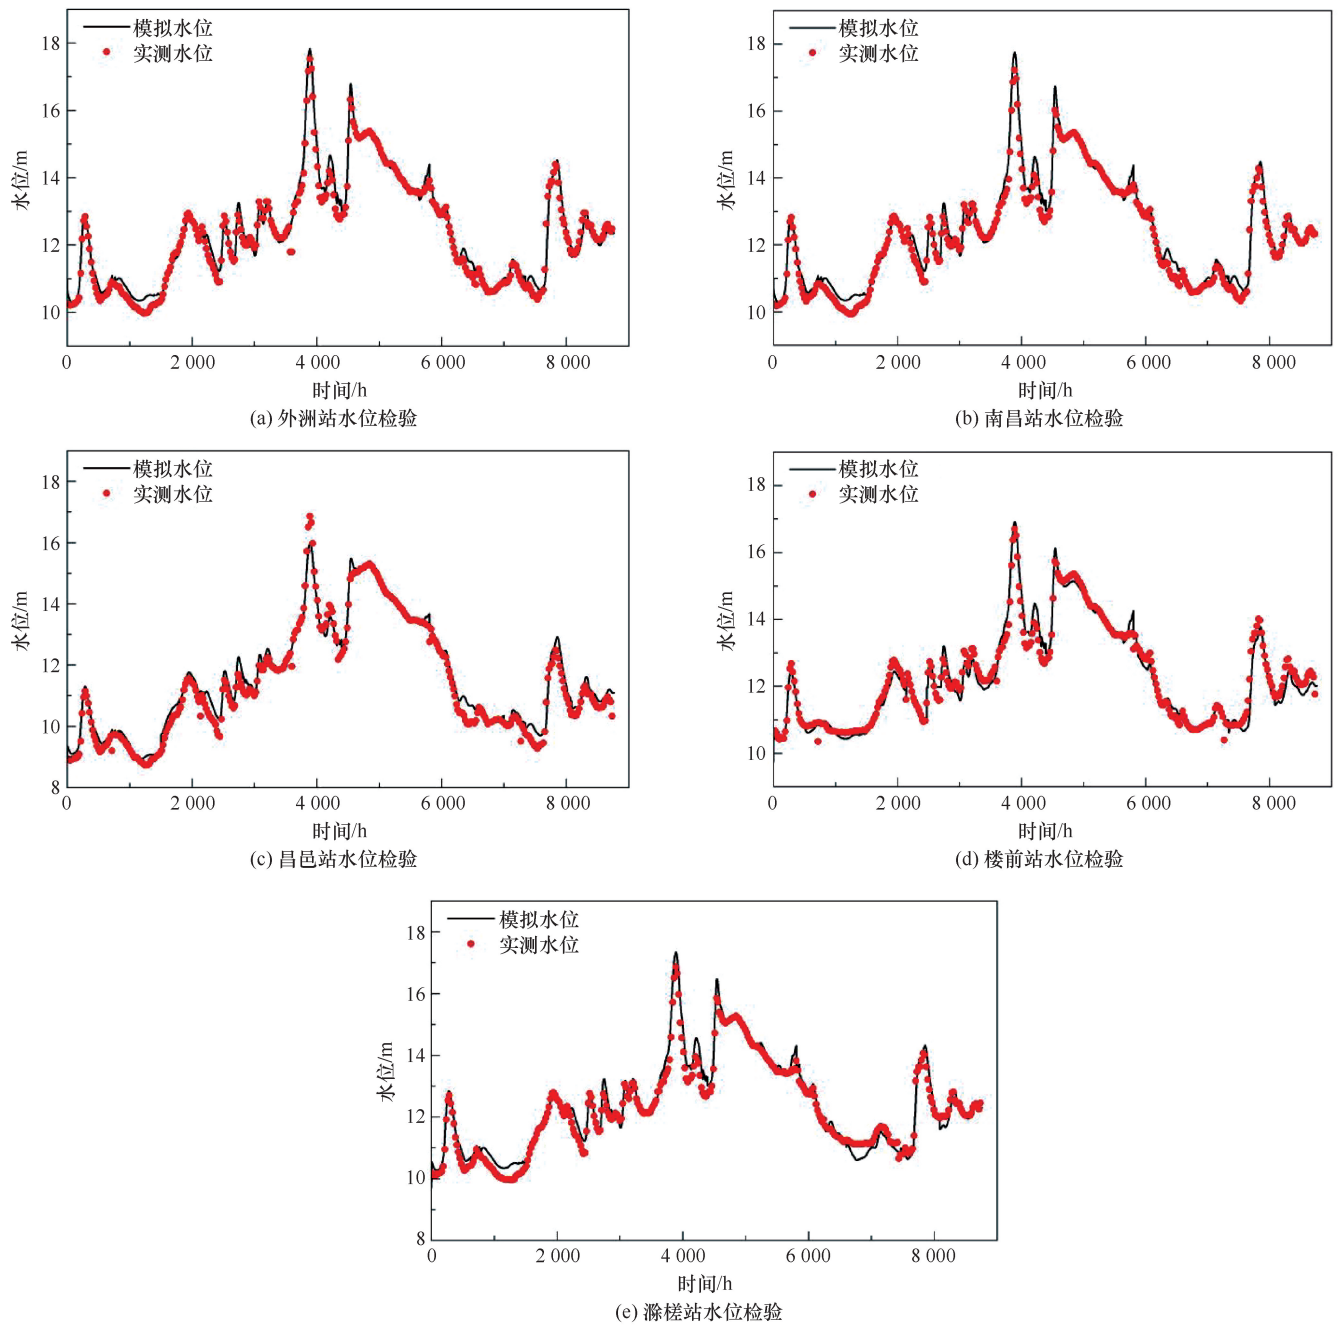 模拟水位
实测水位
18
16
14
12
10
水位/m
0 2 000 4 000 6 000 8 000
时间/h
(a) 外洲站水位检验
模拟水位
实测水位
18
16
14
12
10
水位/m
0 2 000 4 000 6 000 8 000
时间/h
(b) 南昌站水位检验
模拟水位
实测水位
18
16
14
12
10
8
水位/m
0 2 000 4 000 6 000 8 000
时间/h
(c) 昌邑站水位检验
模拟水位
实测水位
18
16
14
12
10
水位/m
0 2 000 4 000 6 000 8 000
时间/h
(d) 楼前站水位检验
模拟水位
实测水位
18
16
14
12
10
8
水位/m
0 2 000 4 000 6 000 8 000
时间/h
(e) 滁槎站水位检验